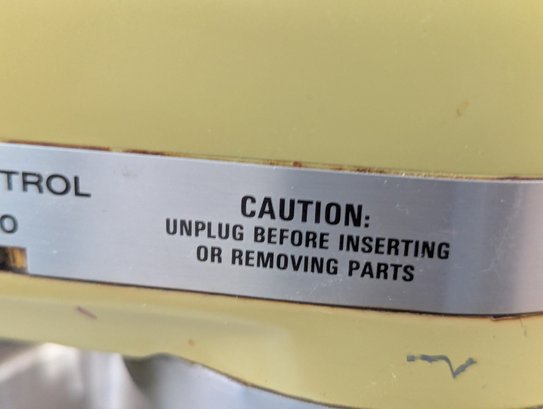 TROL
O
CAUTION:
UNPLUG BEFORE INSERTING
OR REMOVING PARTS